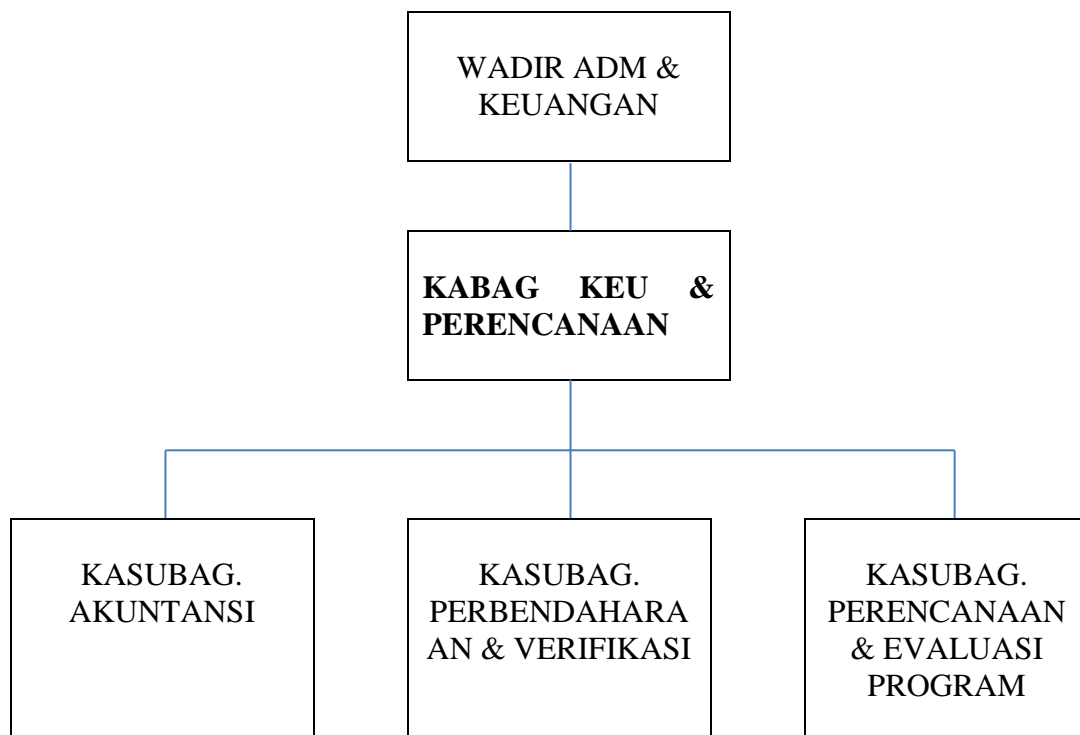 WADIR ADM &
KEUANGAN
KABAG KEU &
PERENCANAAN
KASUBAG.
AKUNTANSI
KASUBAG.
PERBENDAHARA
AN & VERIFIKASI
KASUBAG.
PERENCANAAN
& EVALUASI
PROGRAM